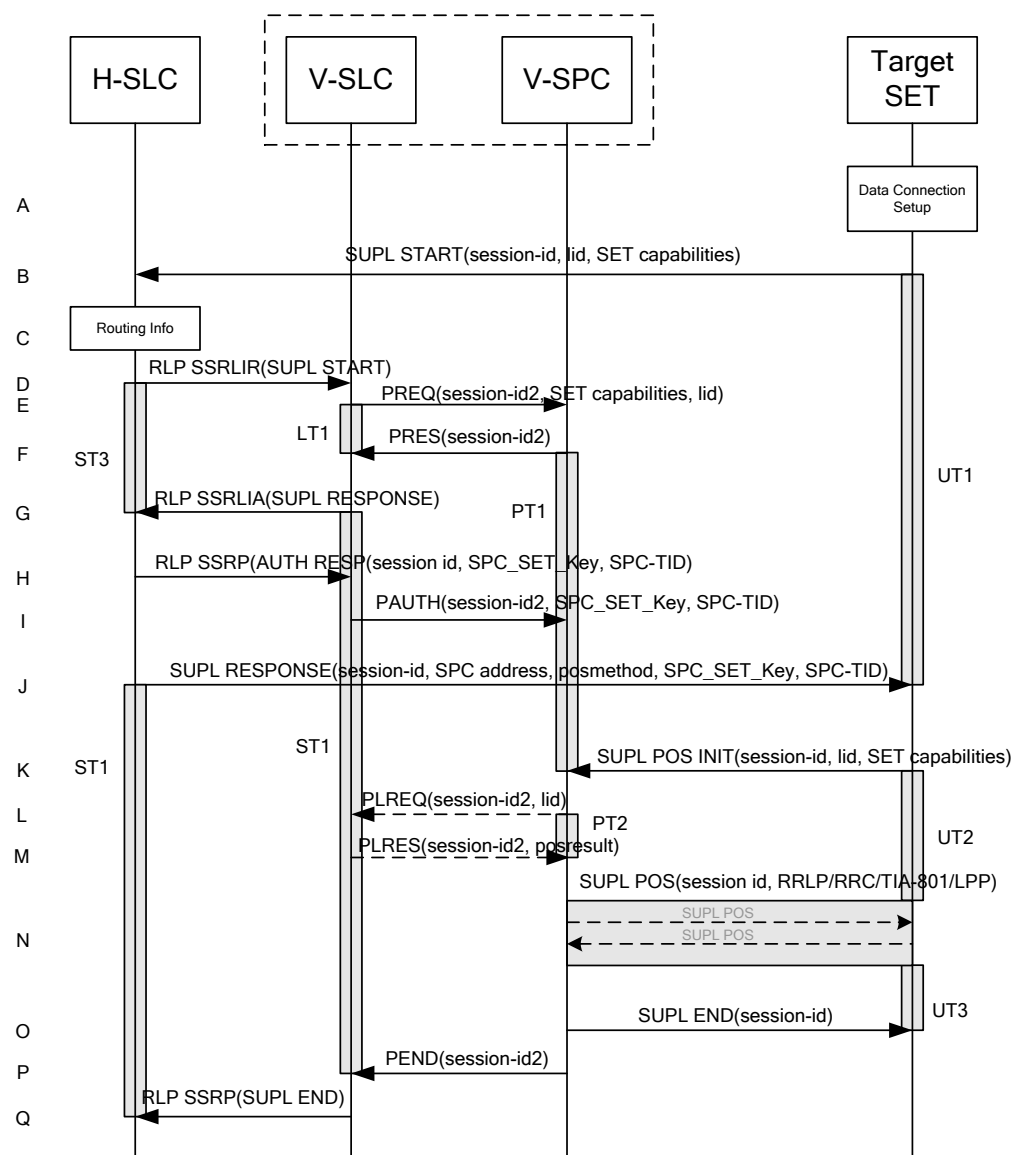 H-SLC
V-SLC
V-SPC
Target
SET
A
Data Connection
Setup
SUPL START(session-id, lid, SET capabilities)
B
Routing Info
C
RLP SSRLIR(SUPL START)
D
PREQ(session-id2, SET capabilities, lid)
E
LT1
PRES(session-id2)
F
ST3
UT1
RLP SSRLIA(SUPL RESPONSE)
G
PT1
RLP SSRP(AUTH RESP(session id, SPC_SET_Key, SPC-TID)
H
PAUTH(session-id2, SPC_SET_Key, SPC-TID)
I
SUPL RESPONSE(session-id, SPC address, posmethod, SPC_SET_Key, SPC-TID)
J
ST1
ST1
SUPL POS INIT(session-id, lid, SET capabilities)
K
PLREQ(session-id2, lid)
L
PT2
UT2
PLRES(session-id2, posresult)
M
SUPL POS(session id, RRLP/RRC/TIA-801/LPP)
SUPL POS
SUPL POS
N
UT3
SUPL END(session-id)
O
PEND(session-id2)
P
RLP SSRP(SUPL END)
Q